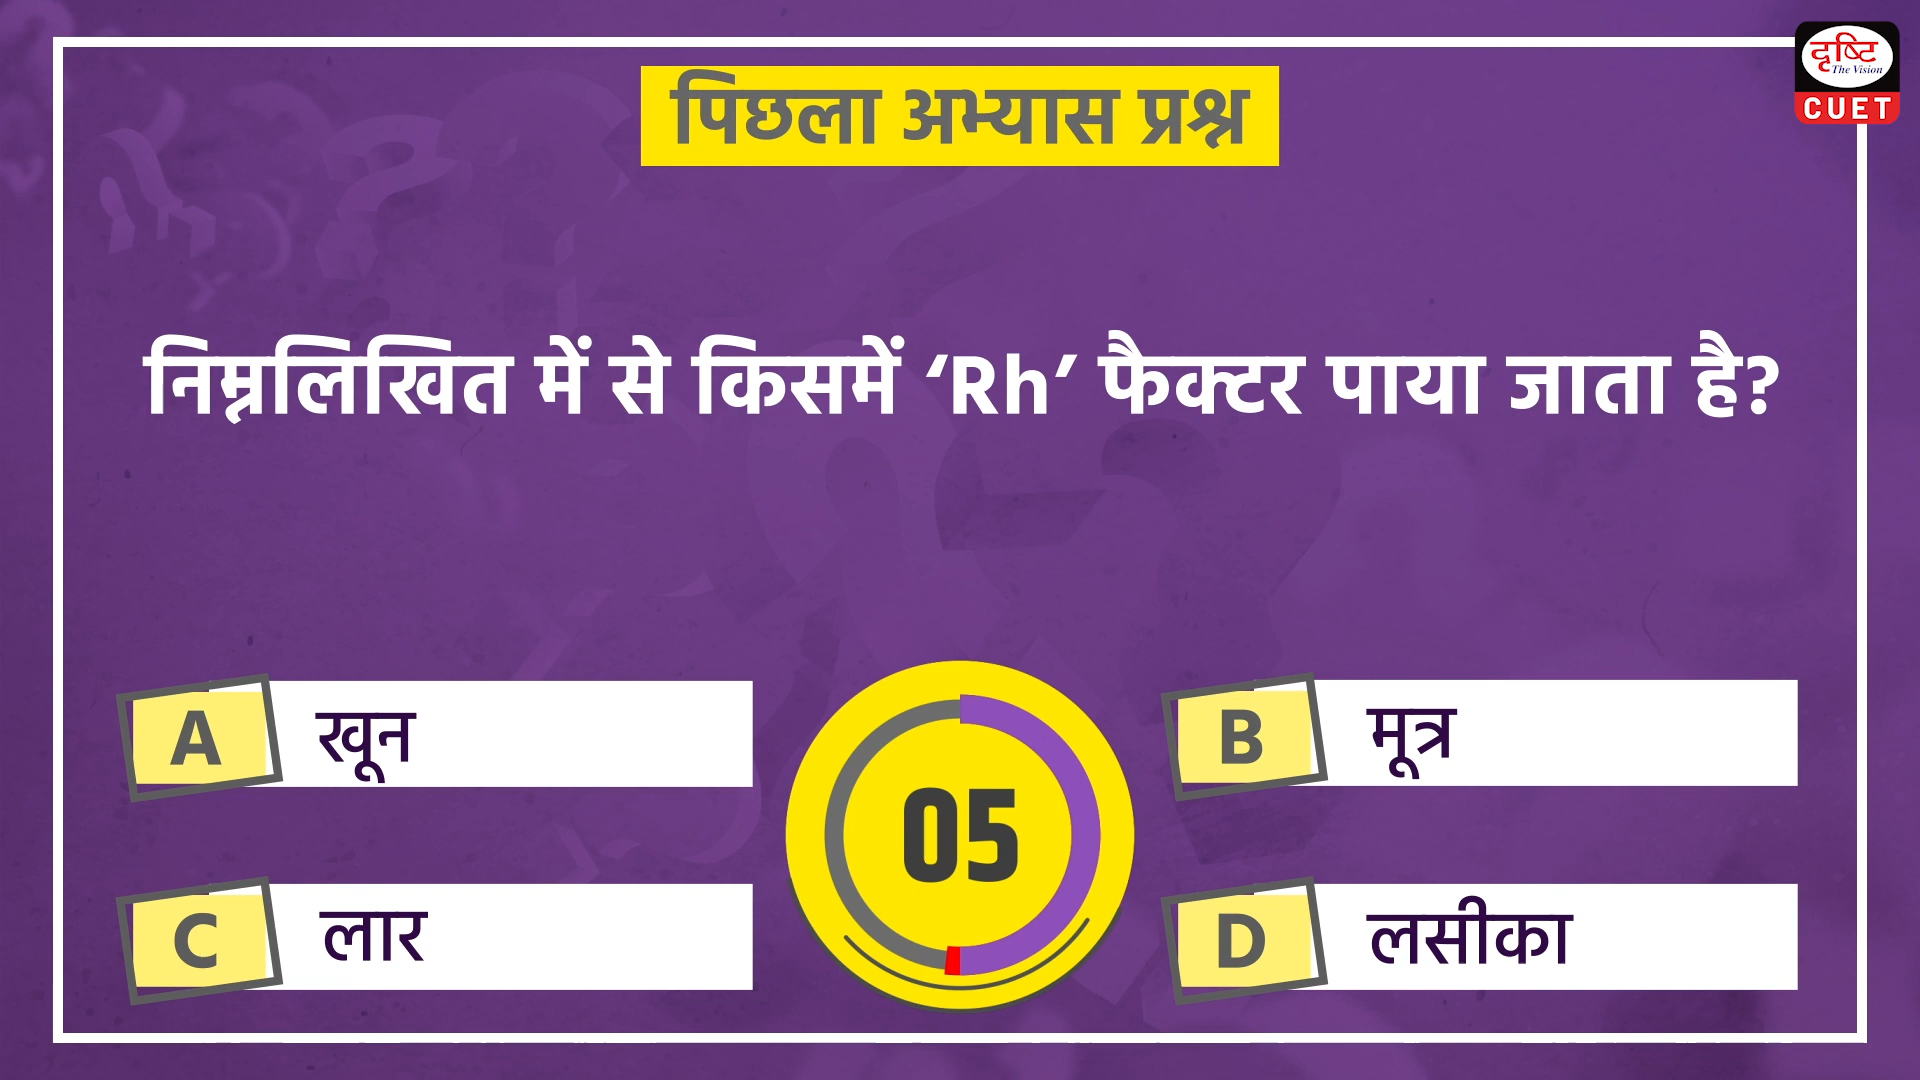 दृष्टि
The Vision
CUET
पिछला अभ्यास प्रश्न
निम्नलिखित में से किसमें ‘Rh’ फैक्टर पाया जाता है?
A खून
B मूत्र
05
C लार
D लसीका